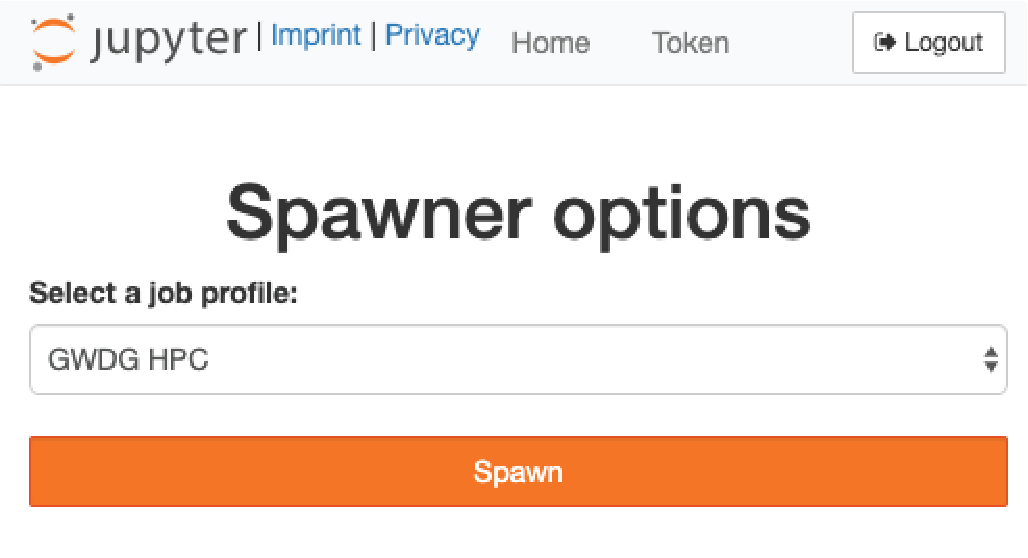 jupyter | Imprint | Privacy Home Token Logout
Spawner options
Select a job profile:
GWDG HPC
Spawn